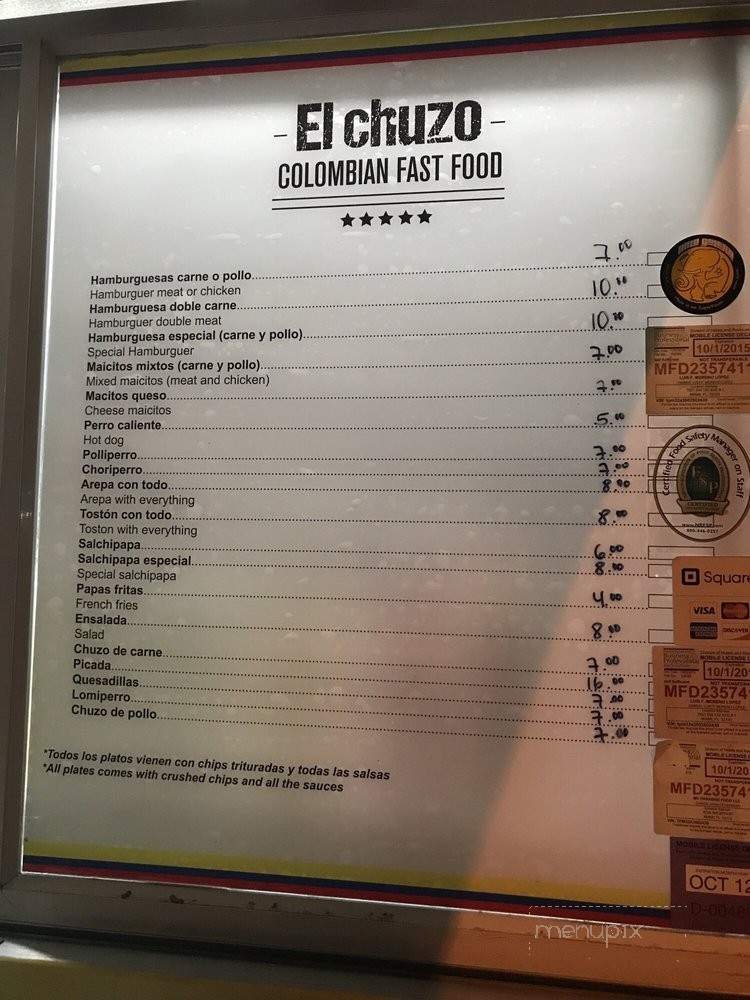 El chuzo
COLOMBIAN FAST FOOD
Hamburguesas carne o pollo 7.00
Hamburguer meat or chicken
Hamburguesa doble carne 10.00
Hamburguer double meat
Hamburguesa especial (carne y pollo) 10.00
Special Hamburguer
Maicitos mixtos (carne y pollo) 7.00
Mixed maicitos (meat and chicken)
Macitos queso 7.00
Cheese maicitos
Perro caliente 5.00
Hot dog
Polliperro 7.00
Choriperro 7.00
Arepa con todo 8.00
Arepa with everything
Tostón con todo 8.00
Toston with everything
Salchipapa 6.00
Salchipapa especial 8.00
Special salchipapa
Papas fritas 4.00
French fries
Ensalada 8.00
Salad
Chuzo de carne 7.00
Picada 16.00
Quesadillas 7.00
Lomiperro 7.00
Chuzo de pollo 7.00
*Todos los platos vienen con chips trituradas y todas las salsas
*All plates comes with crushed chips and all the sauces
10/1/2015
MFD235741
Certified Food Safety Manager on Staff
CERTIFIED
Square
VISA
DISCOVER
10/1/20
MFD23574
10/1/20
MFD23574
OCT 12
menupix